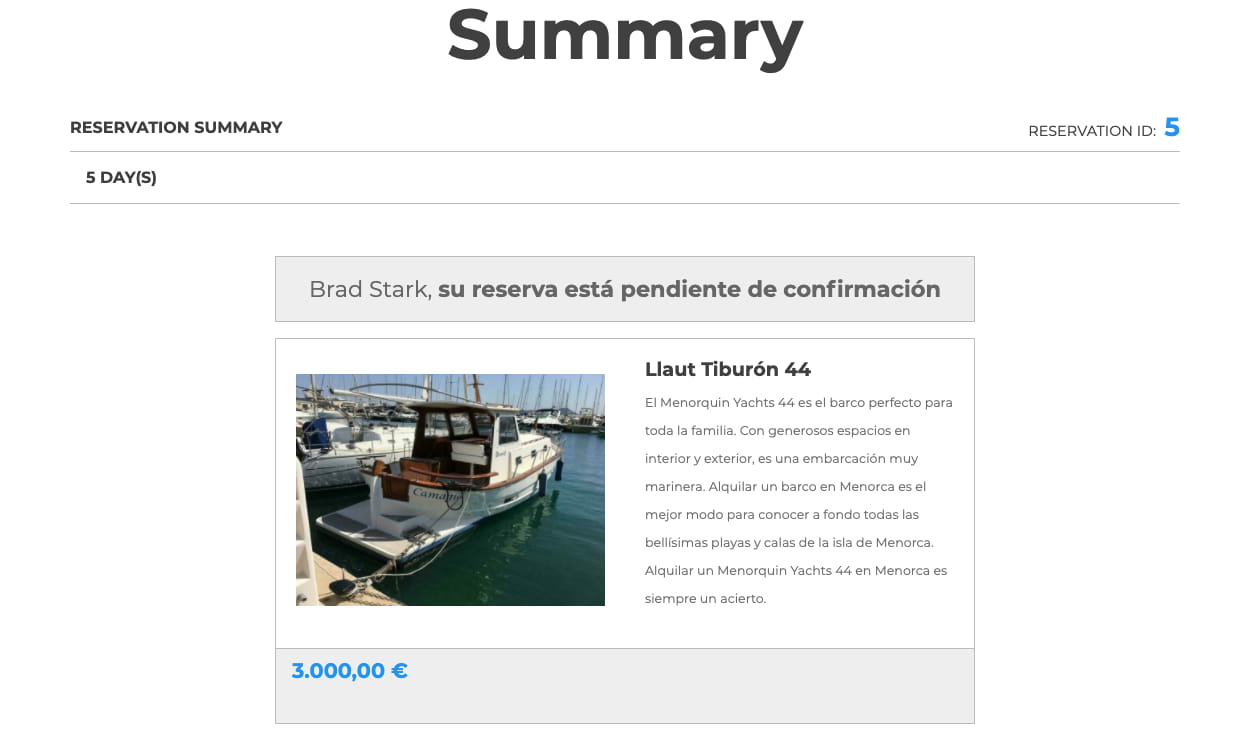 Summary
RESERVATION SUMMARY
RESERVATION ID: 5
5 DAY(S)
Brad Stark, su reserva está pendiente de confirmación
Llaut Tiburón 44
El Menorquin Yachts 44 es el barco perfecto para
toda la familia. Con generosos espacios en
interior y exterior, es una embarcación muy
marinera. Alquilar un barco en Menorca es el
mejor modo para conocer a fondo todas las
bellísimas playas y calas de la isla de Menorca.
Alquilar un Menorquin Yachts 44 en Menorca es
siempre un acierto.
3.000,00 €